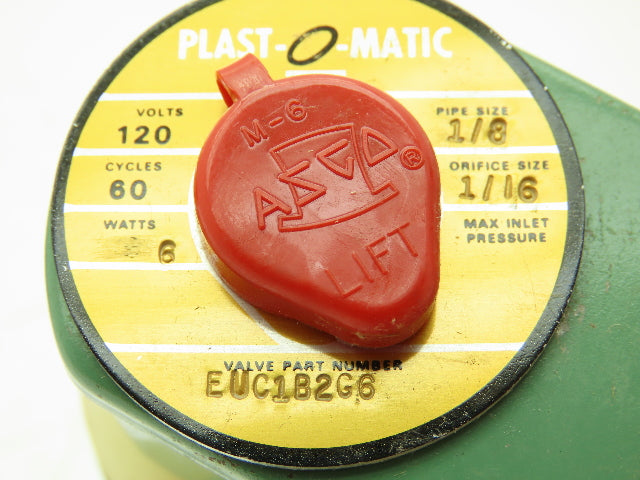 PLAST-O-MATIC
VOLTS
120
CYCLES
60
WATTS
6
M-6
ASCO®
LIFT
PIPE SIZE
1/8
ORIFICE SIZE
1/16
MAX INLET
PRESSURE
VALVE PART NUMBER
EUC1B2G6